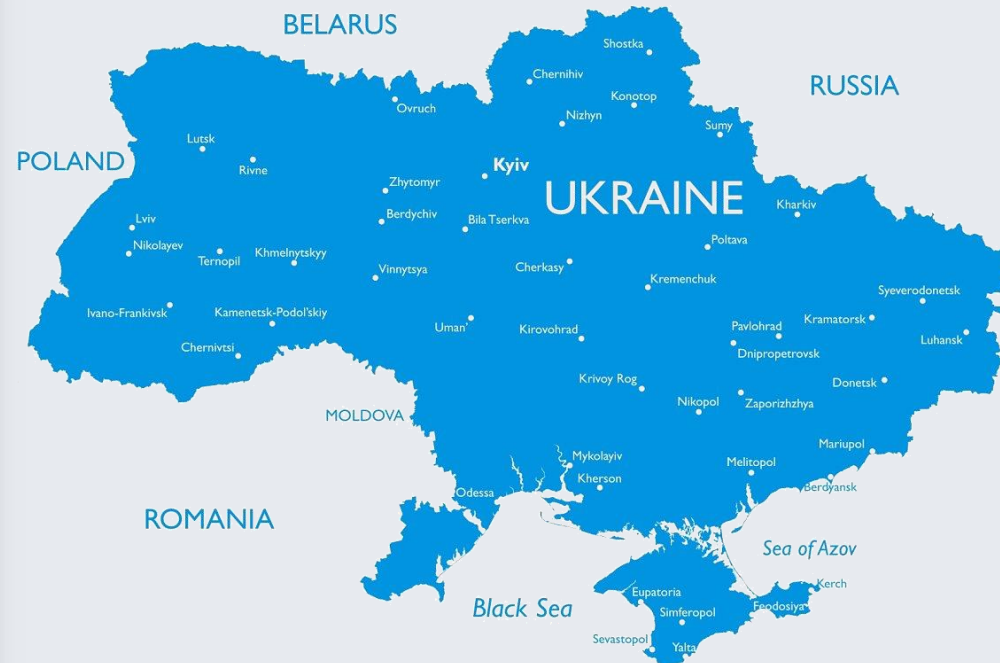 BELARUS
Shostka
RUSSIA
Chernihiv
Konotop
Ovruch
Nizhyn
Sumy
Lutsk
POLAND
Rivne
Kyiv
Zhytomyr
UKRAINE
Kharkiv
Berdychiv
Bila Tserkva
Lviv
Nikolayev
Poltava
Ternopil
Khmelnytskyy
Vinnytsya
Cherkasy
Kremenchuk
Syeverodonetsk
Ivano-Frankivsk
Kamenetsk-Podol'skiy
Uman'
Kirovohrad
Pavlohrad
Kramatorsk
Luhansk
Chernivtsi
Dnipropetrovsk
Krivoy Rog
Donetsk
Nikopol
Zaporizhzhya
MOLDOVA
Mariupol
Mykolayiv
Melitopol
Kherson
Berdyansk
Odessa
ROMANIA
Sea of Azov
Kerch
Eupatoria
Feodosiya
Black Sea
Simferopol
Sevastopol
Yalta